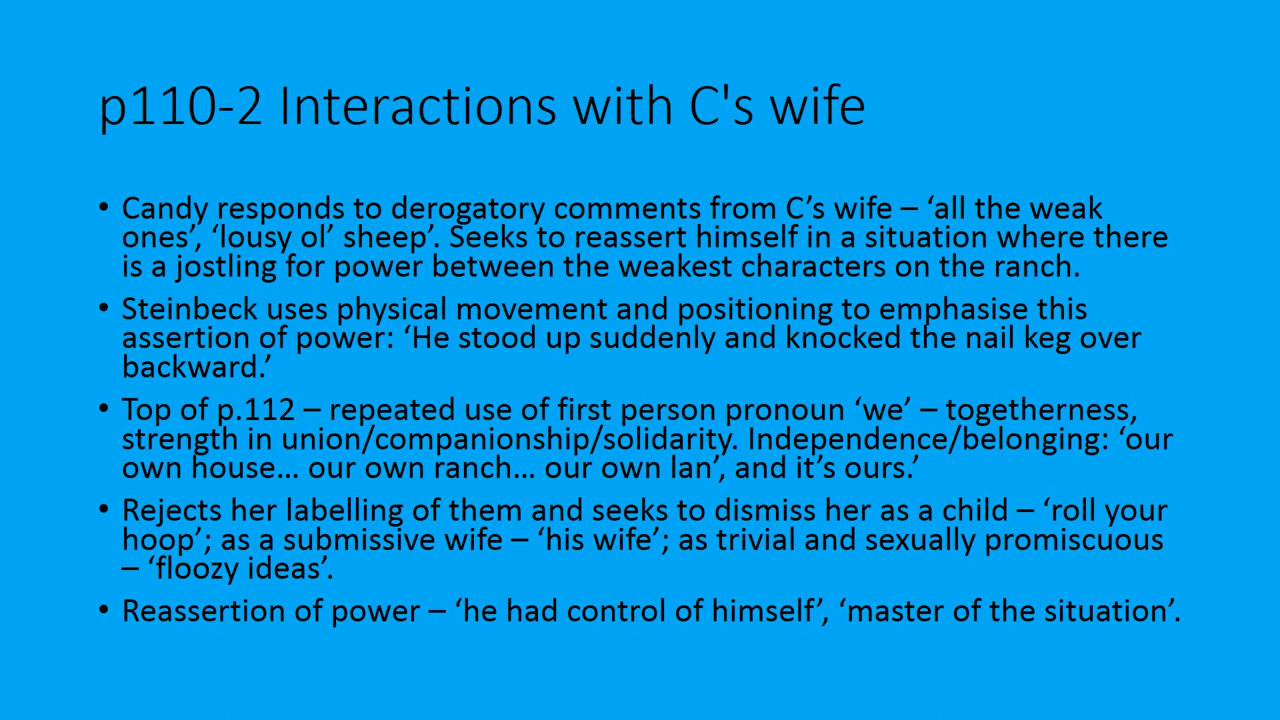 p110-2 Interactions with C's wife
• Candy responds to derogatory comments from C’s wife – ‘all the weak
ones’, ‘lousy ol’ sheep’. Seeks to reassert himself in a situation where there
is a jostling for power between the weakest characters on the ranch.
• Steinbeck uses physical movement and positioning to emphasise this
assertion of power: ‘He stood up suddenly and knocked the nail keg over
backward.’
• Top of p.112 – repeated use of first person pronoun ‘we’ – togetherness,
strength in union/companionship/solidarity. Independence/belonging: ‘our
own house… our own ranch… our own lan’, and it’s ours.’
• Rejects her labelling of them and seeks to dismiss her as a child – ‘roll your
hoop’; as a submissive wife – ‘his wife’; as trivial and sexually promiscuous
– ‘floozy ideas’.
• Reassertion of power – ‘he had control of himself’, ‘master of the situation’.